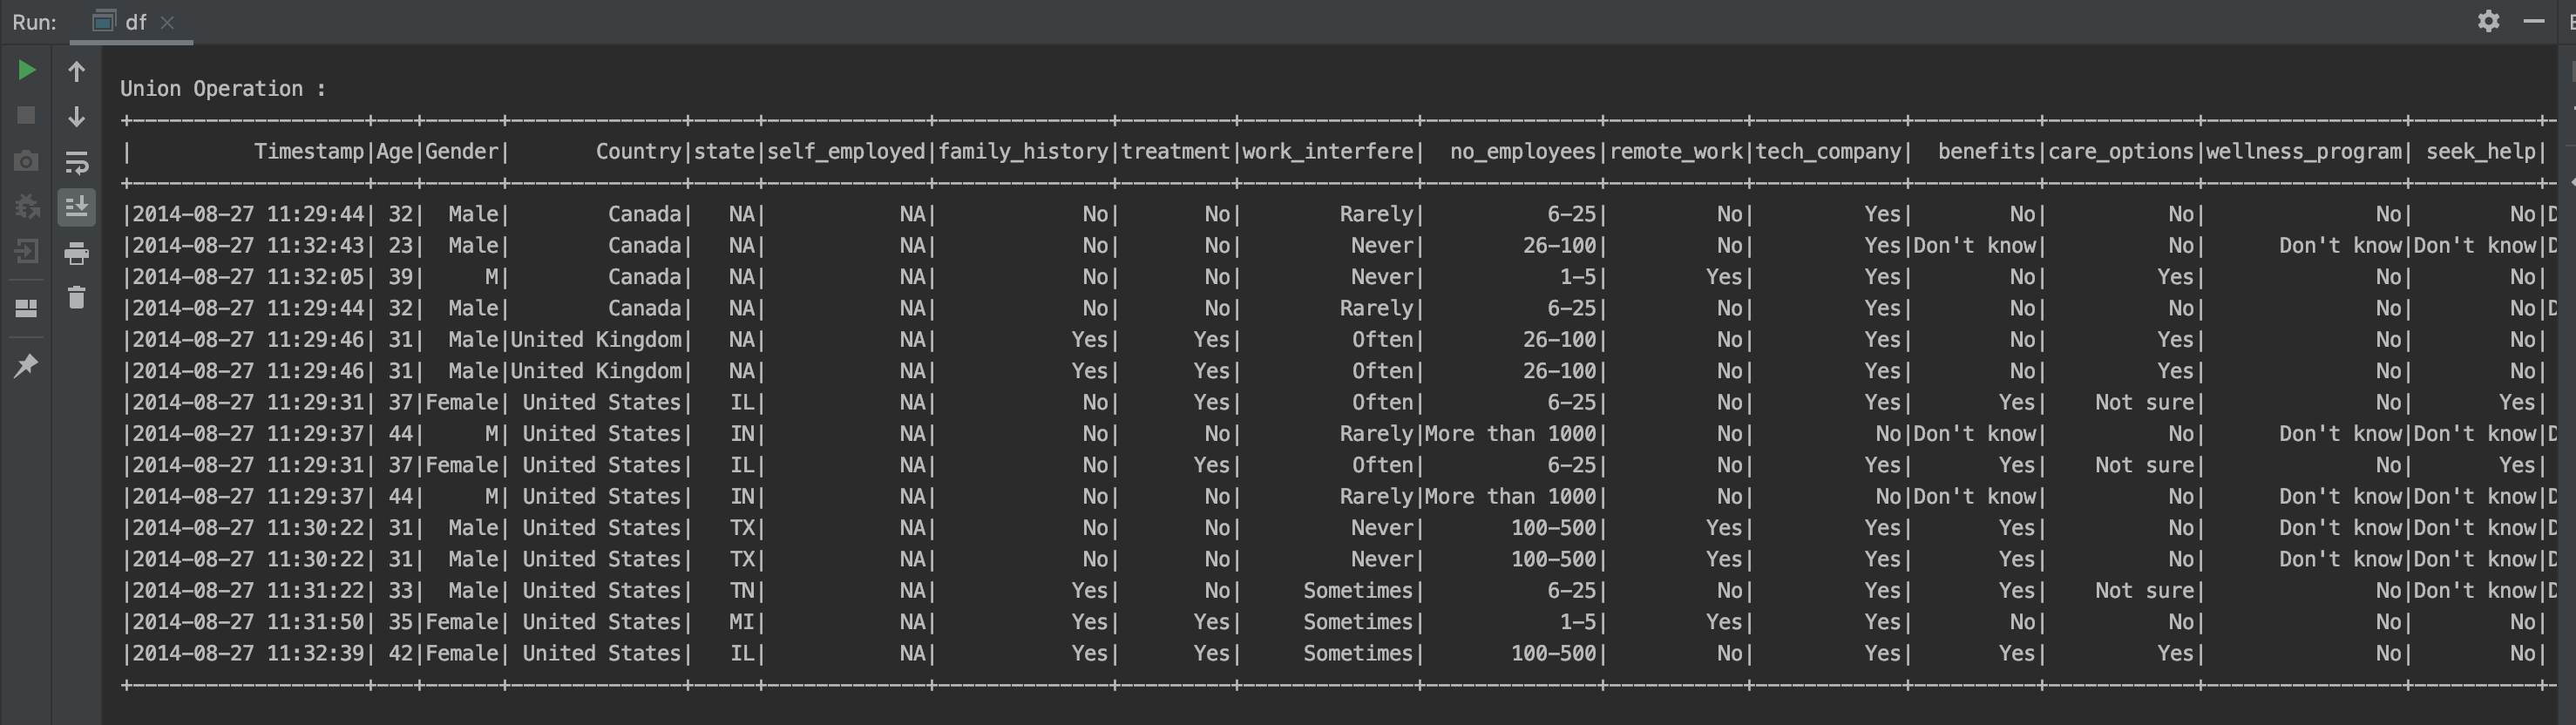 Run: df
Union Operation :
+-------------------+---+------+--------------+-----+-------------+--------------+---------+--------------+--------------+-----------+------------+----------+------------+----------------+----------+-
|          Timestamp|Age|Gender|       Country|state|self_employed|family_history|treatment|work_interfere|  no_employees|remote_work|tech_company|  benefits|care_options|wellness_program| seek_help|
+-------------------+---+------+--------------+-----+-------------+--------------+---------+--------------+--------------+-----------+------------+----------+------------+----------------+----------+-
|2014-08-27 11:29:44| 32|  Male|        Canada|   NA|           NA|            No|       No|        Rarely|          6-25|         No|         Yes|        No|          No|              No|        No|D
|2014-08-27 11:32:43| 23|  Male|        Canada|   NA|           NA|            No|       No|         Never|        26-100|         No|         Yes|Don't know|          No|      Don't know|Don't know|D
|2014-08-27 11:32:05| 39|     M|        Canada|   NA|           NA|            No|       No|         Never|           1-5|        Yes|         Yes|        No|         Yes|              No|        No|
|2014-08-27 11:29:44| 32|  Male|        Canada|   NA|           NA|            No|       No|        Rarely|          6-25|         No|         Yes|        No|          No|              No|        No|D
|2014-08-27 11:29:46| 31|  Male|United Kingdom|   NA|           NA|           Yes|      Yes|         Often|        26-100|         No|         Yes|        No|         Yes|              No|        No|
|2014-08-27 11:29:46| 31|  Male|United Kingdom|   NA|           NA|           Yes|      Yes|         Often|        26-100|         No|         Yes|        No|         Yes|              No|        No|
|2014-08-27 11:29:31| 37|Female| United States|   IL|           NA|            No|      Yes|         Often|          6-25|         No|         Yes|       Yes|    Not sure|              No|       Yes|
|2014-08-27 11:29:37| 44|     M| United States|   IN|           NA|            No|       No|        Rarely|More than 1000|         No|          No|Don't know|          No|      Don't know|Don't know|D
|2014-08-27 11:29:31| 37|Female| United States|   IL|           NA|            No|      Yes|         Often|          6-25|         No|         Yes|       Yes|    Not sure|              No|       Yes|
|2014-08-27 11:29:37| 44|     M| United States|   IN|           NA|            No|       No|        Rarely|More than 1000|         No|          No|Don't know|          No|      Don't know|Don't know|D
|2014-08-27 11:30:22| 31|  Male| United States|   TX|           NA|            No|       No|         Never|       100-500|        Yes|         Yes|       Yes|          No|      Don't know|Don't know|D
|2014-08-27 11:30:22| 31|  Male| United States|   TX|           NA|            No|       No|         Never|       100-500|        Yes|         Yes|       Yes|          No|      Don't know|Don't know|D
|2014-08-27 11:31:22| 33|  Male| United States|   TN|           NA|           Yes|       No|     Sometimes|          6-25|         No|         Yes|       Yes|    Not sure|              No|Don't know|D
|2014-08-27 11:31:50| 35|Female| United States|   MI|           NA|           Yes|      Yes|     Sometimes|           1-5|        Yes|         Yes|        No|          No|              No|        No|
|2014-08-27 11:32:39| 42|Female| United States|   IL|           NA|           Yes|      Yes|     Sometimes|       100-500|         No|         Yes|       Yes|         Yes|              No|        No|
+-------------------+---+------+--------------+-----+-------------+--------------+---------+--------------+--------------+-----------+------------+----------+------------+----------------+----------+-